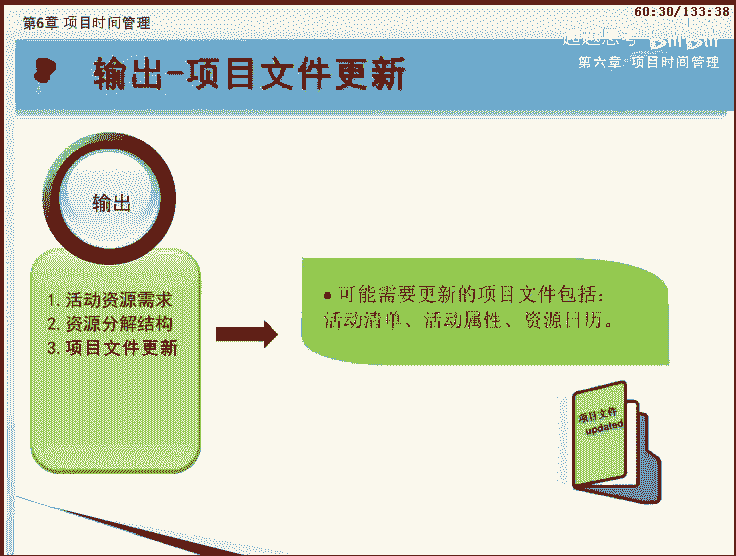 60:30/133:38
第6章 项目时间管理
第六章 项目时间管理
输出-项目文件更新
输出
1.活动资源需求
2.资源分解结构
3.项目文件更新
●可能需要更新的项目文件包括：
活动清单、活动属性、资源日历。
项目文件
updated